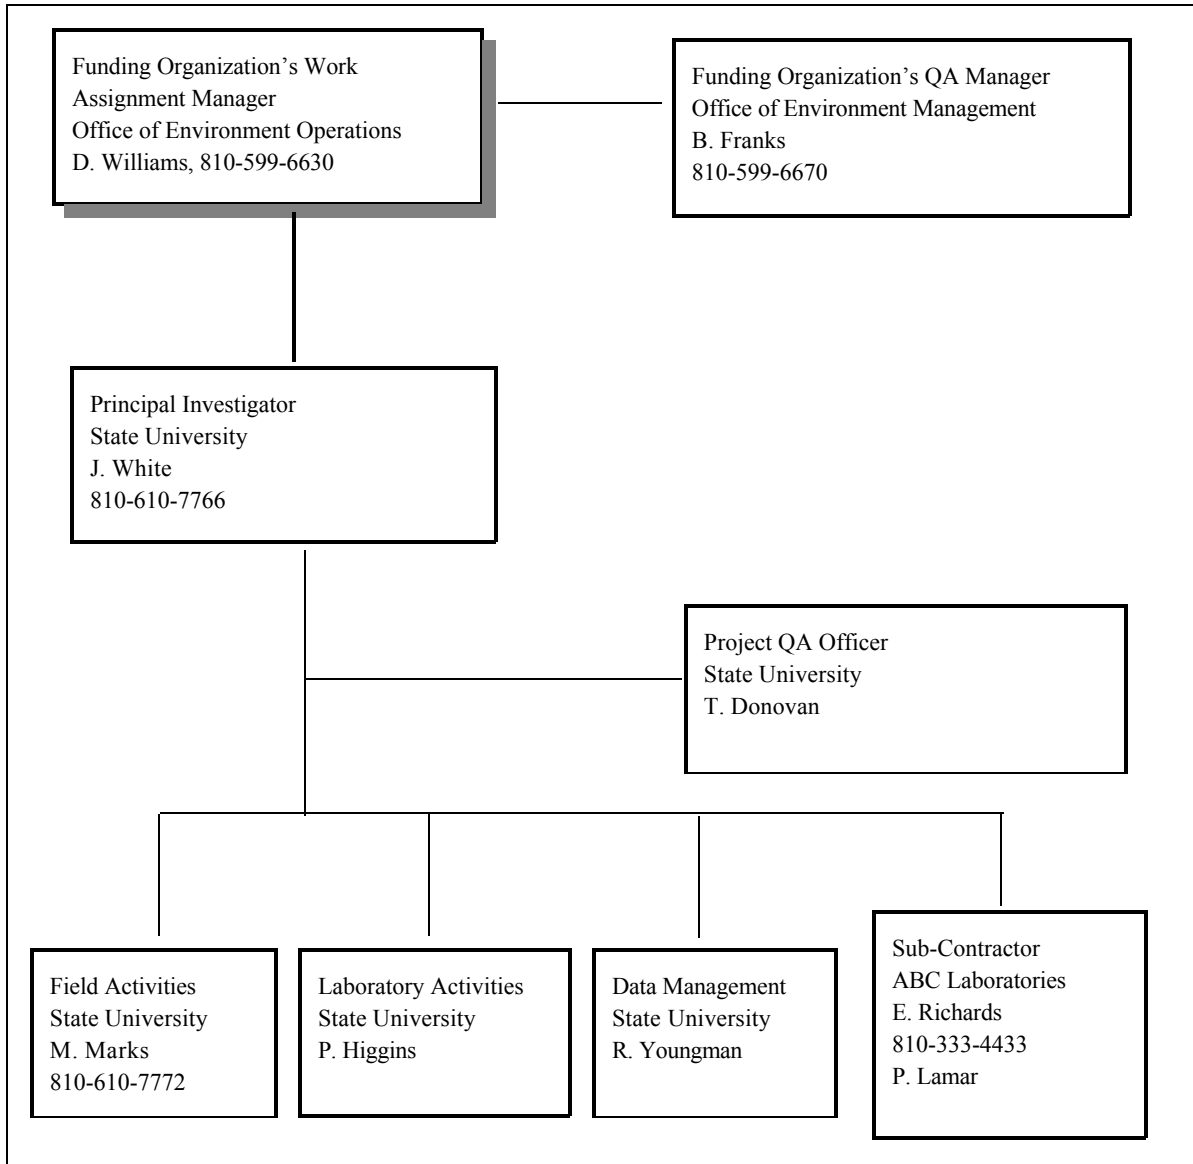 Funding Organization’s Work
Assignment Manager
Office of Environment Operations
D. Williams, 810-599-6630
Funding Organization’s QA Manager
Office of Environment Management
B. Franks
810-599-6670
Principal Investigator
State University
J. White
810-610-7766
Project QA Officer
State University
T. Donovan
Field Activities
State University
M. Marks
810-610-7772
Laboratory Activities
State University
P. Higgins
Data Management
State University
R. Youngman
Sub-Contractor
ABC Laboratories
E. Richards
810-333-4433
P. Lamar